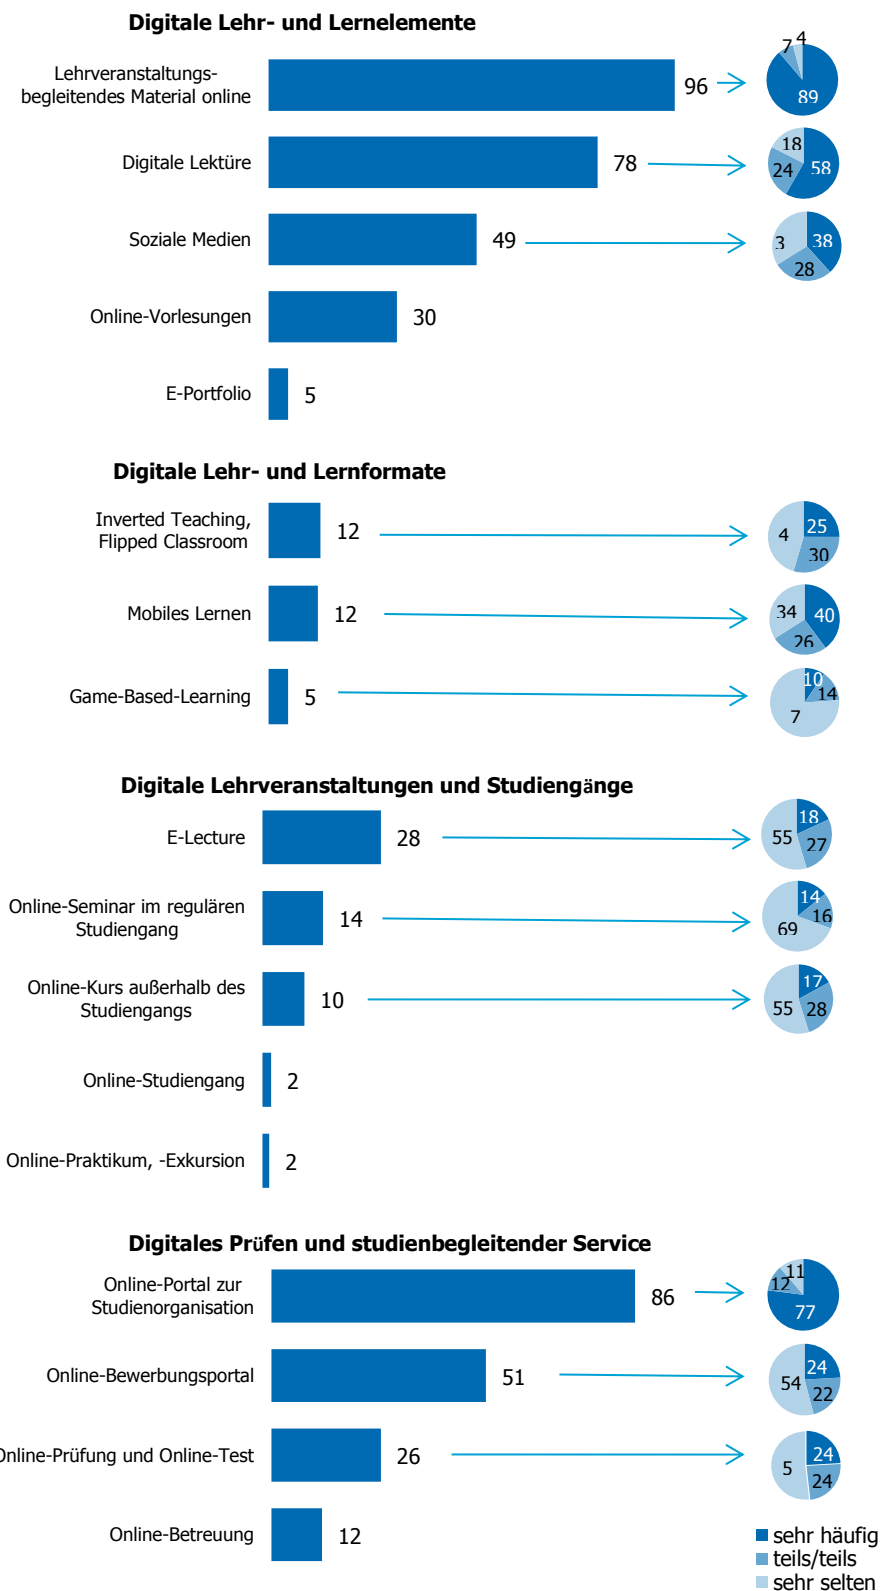 Digitale Lehr- und Lernelemente
Lehrveranstaltungs-
begleitendes Material online
96
7
4
89
Digitale Lektüre
78
18
24
58
Soziale Medien
49
3
38
28
Online-Vorlesungen
30
E-Portfolio
5
Digitale Lehr- und Lernformate
Inverted Teaching,
Flipped Classroom
12
4
25
30
Mobiles Lernen
12
34
40
26
Game-Based-Learning
5
10
14
7
Digitale Lehrveranstaltungen und Studiengänge
E-Lecture
28
18
55
27
Online-Seminar im regulären
Studiengang
14
14
16
69
Online-Kurs außerhalb des
Studiengangs
10
17
55
28
Online-Studiengang
2
Online-Praktikum, -Exkursion
2
Digitales Prüfen und studienbegleitender Service
Online-Portal zur
Studienorganisation
86
11
12
77
Online-Bewerbungsportal
51
24
54
22
Online-Prüfung und Online-Test
26
24
5
24
Online-Betreuung
12
sehr häufig
teils/teils
sehr selten